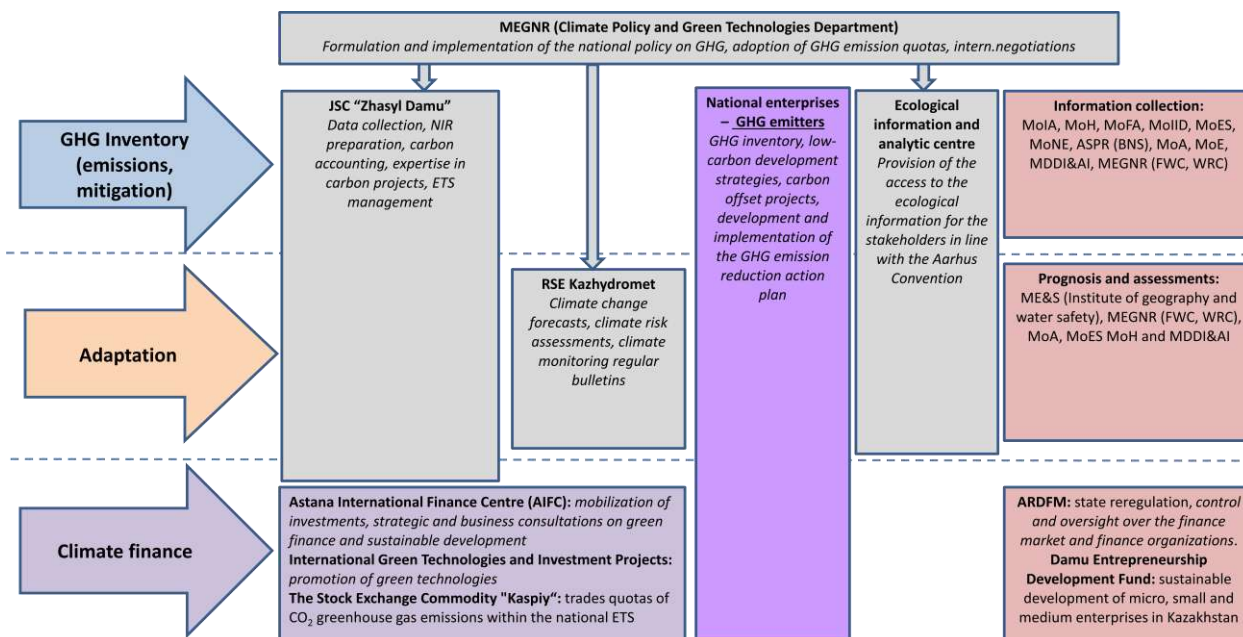 MEGNR (Climate Policy and Green Technologies Department)
Formulation and implementation of the national policy on GHG, adoption of GHG emission quotas, intern.negotiations
GHG Inventory
(emissions,
mitigation)
JSC “Zhasyl Damu”
Data collection, NIR
preparation, carbon
accounting, expertise in
carbon projects, ETS
management
National enterprises
– GHG emitters
GHG inventory, low-
carbon development
strategies, carbon
offset projects,
development and
implementation of
the GHG emission
reduction action
plan
Ecological
information and
analytic centre
Provision of the
access to the
ecological
information for the
stakeholders in line
with the Aarhus
Convention
Information collection:
MoIA, MoH, MoFA, MoIID, MoES,
MoNE, ASPR (BNS), MoA, MoE,
MDDI&AI, MEGNR (FWC, WRC)
Adaptation
RSE Kazhydromet
Climate change
forecasts, climate risk
assessments, climate
monitoring regular
bulletins
Prognosis and assessments:
ME&S (Institute of geography and
water safety), MEGNR (FWC, WRC),
MoA, MoES MoH and MDDI&AI
Climate finance
Astana International Finance Centre (AIFC): mobilization of
investments, strategic and business consultations on green
finance and sustainable development
International Green Technologies and Investment Projects:
promotion of green technologies
The Stock Exchange Commodity "Kaspiy“: trades quotas of
CO₂ greenhouse gas emissions within the national ETS
ARDFM: state reregulation, control
and oversight over the finance
market and finance organizations.
Damu Entrepreneurship
Development Fund: sustainable
development of micro, small and
medium enterprises in Kazakhstan